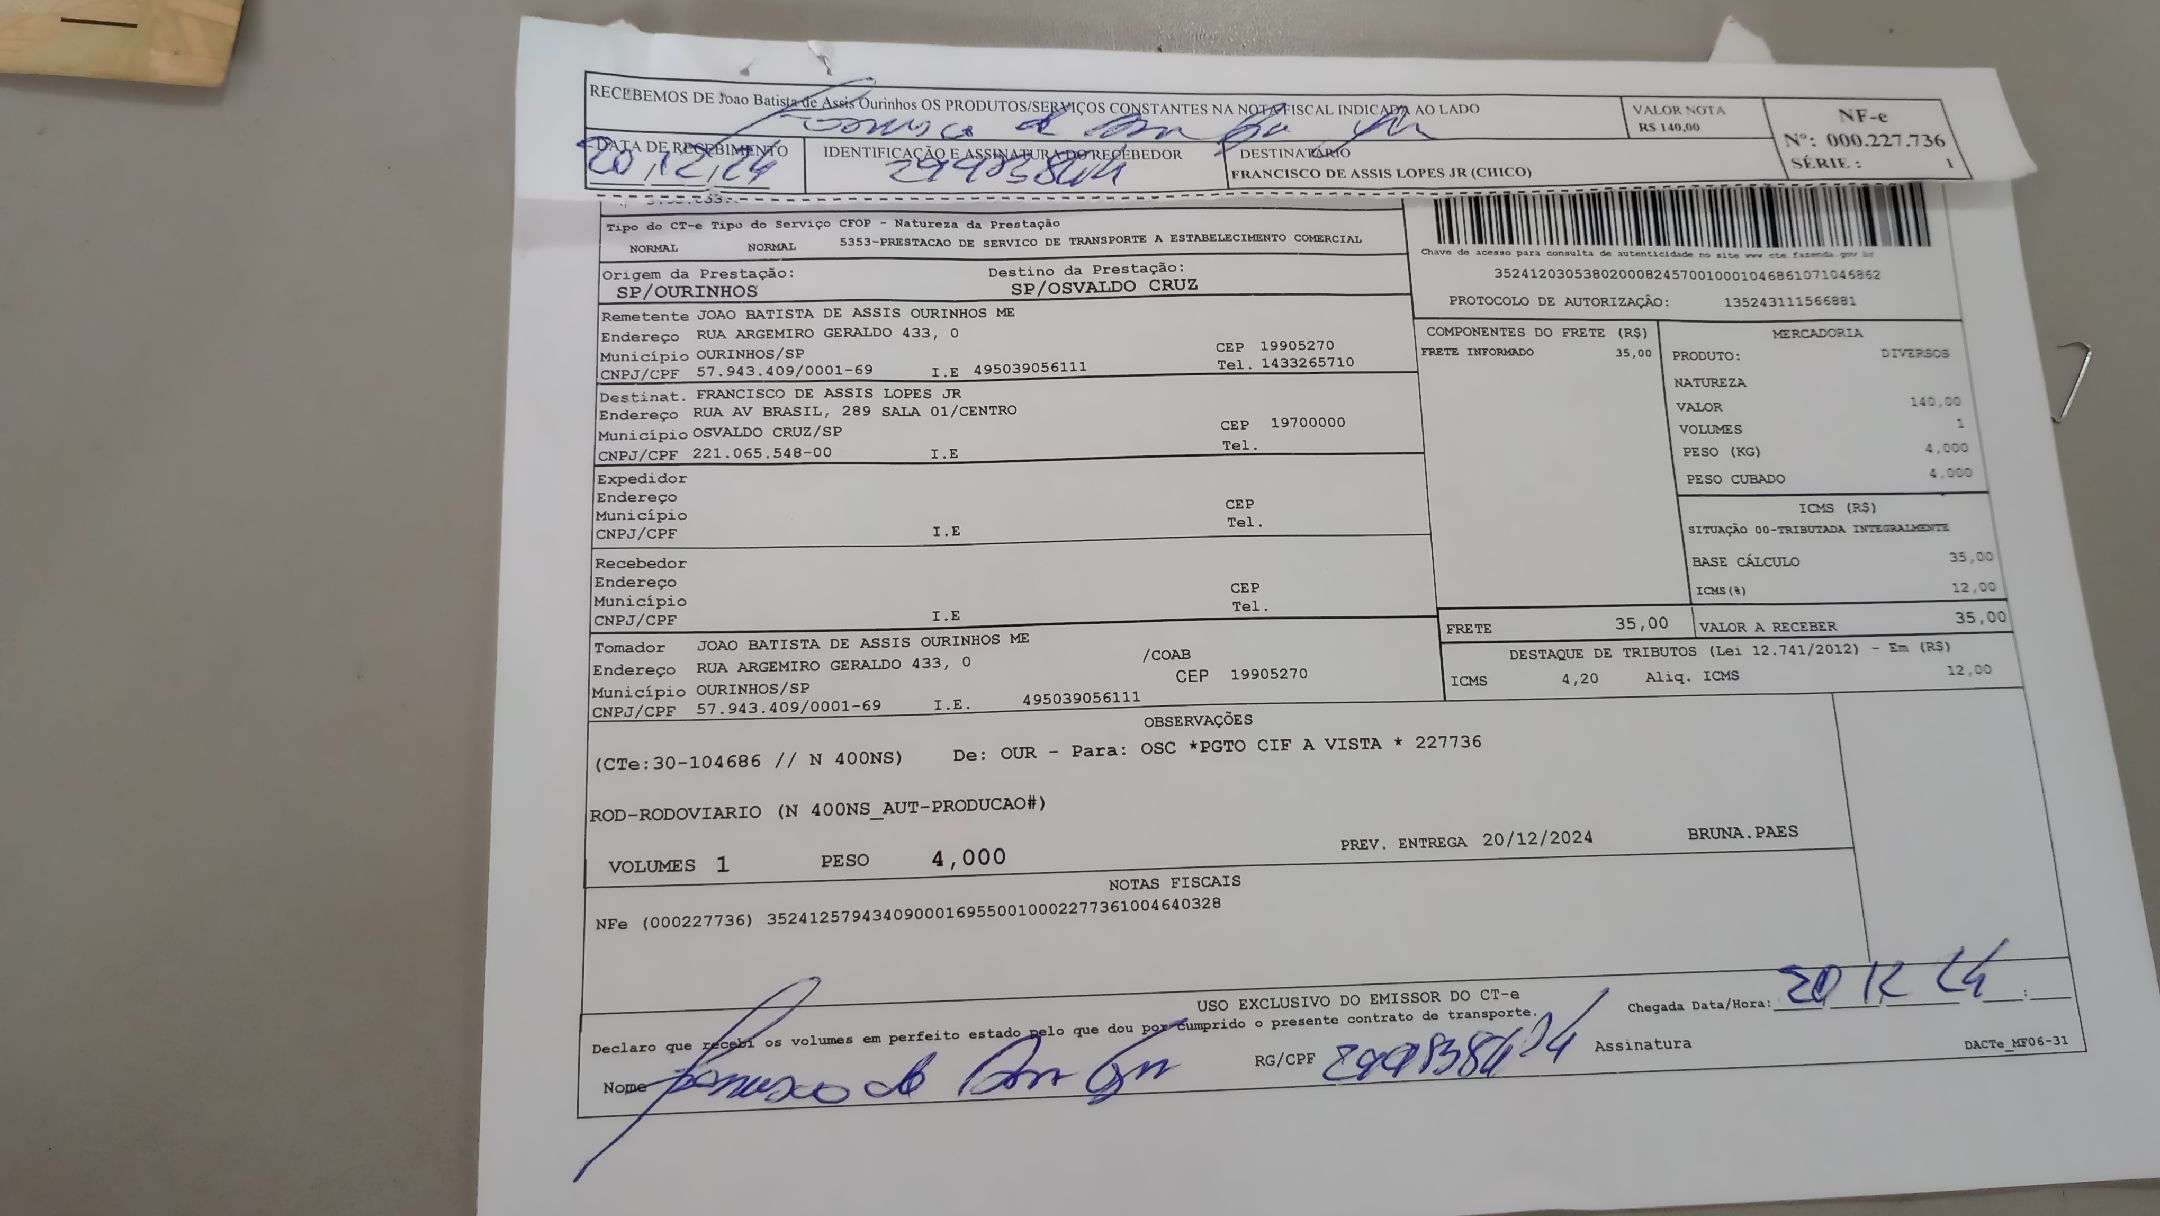 RECEBEMOS DE Joao Batista de Assis Ourinhos OS PRODUTOS/SERVIÇOS CONSTANTES NA NOTA FISCAL INDICADA AO LADO
VALOR NOTA
R$ 140,00
NF-e
Nº: 000.227.736
SÉRIE: 1
DATA DE RECEBIMENTO
20/12/24
IDENTIFICAÇÃO E ASSINATURA DO RECEBEDOR
DESTINATÁRIO
FRANCISCO DE ASSIS LOPES JR (CHICO)
Tipo do CT-e Tipo do Serviço CFOP - Natureza da Prestação
NORMAL NORMAL 5353-PRESTACAO DE SERVICO DE TRANSPORTE A ESTABELECIMENTO COMERCIAL
Chave de acesso para consulta de autenticidade no site www cte.fazenda.gov.br
35241203053802000824570010001046861071046862
PROTOCOLO DE AUTORIZAÇÃO: 135243111566881
Origem da Prestação: Destino da Prestação:
SP/OURINHOS SP/OSVALDO CRUZ
Remetente JOAO BATISTA DE ASSIS OURINHOS ME
Endereço RUA ARGEMIRO GERALDO 433, 0
Município OURINHOS/SP CEP 19905270
CNPJ/CPF 57.943.409/0001-69 I.E 495039056111 Tel. 1433265710
Destinat. FRANCISCO DE ASSIS LOPES JR
Endereço RUA AV BRASIL, 289 SALA 01/CENTRO
Município OSVALDO CRUZ/SP CEP 19700000
CNPJ/CPF 221.065.548-00 I.E Tel.
Expedidor
Endereço
Município CEP
CNPJ/CPF I.E Tel.
Recebedor
Endereço
Município CEP
CNPJ/CPF I.E Tel.
Tomador JOAO BATISTA DE ASSIS OURINHOS ME
Endereço RUA ARGEMIRO GERALDO 433, 0 /COAB
Município OURINHOS/SP CEP 19905270
CNPJ/CPF 57.943.409/0001-69 I.E. 495039056111
COMPONENTES DO FRETE (R$)
FRETE INFORMADO 35,00
MERCADORIA
PRODUTO: DIVERSOS
NATUREZA
VALOR 140,00
VOLUMES 1
PESO (KG) 4,000
PESO CUBADO 4,000
ICMS (R$)
SITUAÇÃO 00-TRIBUTADA INTEGRALMENTE
BASE CÁLCULO 35,00
ICMS(%) 12,00
FRETE 35,00 VALOR A RECEBER 35,00
DESTAQUE DE TRIBUTOS (Lei 12.741/2012) - Em (R$)
ICMS 4,20 Aliq. ICMS 12,00
OBSERVAÇÕES
(CTe:30-104686 // N 400NS) De: OUR - Para: OSC *PGTO CIF A VISTA * 227736
ROD-RODOVIARIO (N 400NS_AUT-PRODUCAO#)
VOLUMES 1 PESO 4,000 PREV. ENTREGA 20/12/2024 BRUNA.PAES
NOTAS FISCAIS
NFe (000227736) 35241257943409000169550010002277361004640328
USO EXCLUSIVO DO EMISSOR DO CT-e
Declaro que recebi os volumes em perfeito estado pelo que dou por cumprido o presente contrato de transporte.
Chegada Data/Hora: 20 12 24 :
Nome RG/CPF Assinatura
DACTe_MF06-31